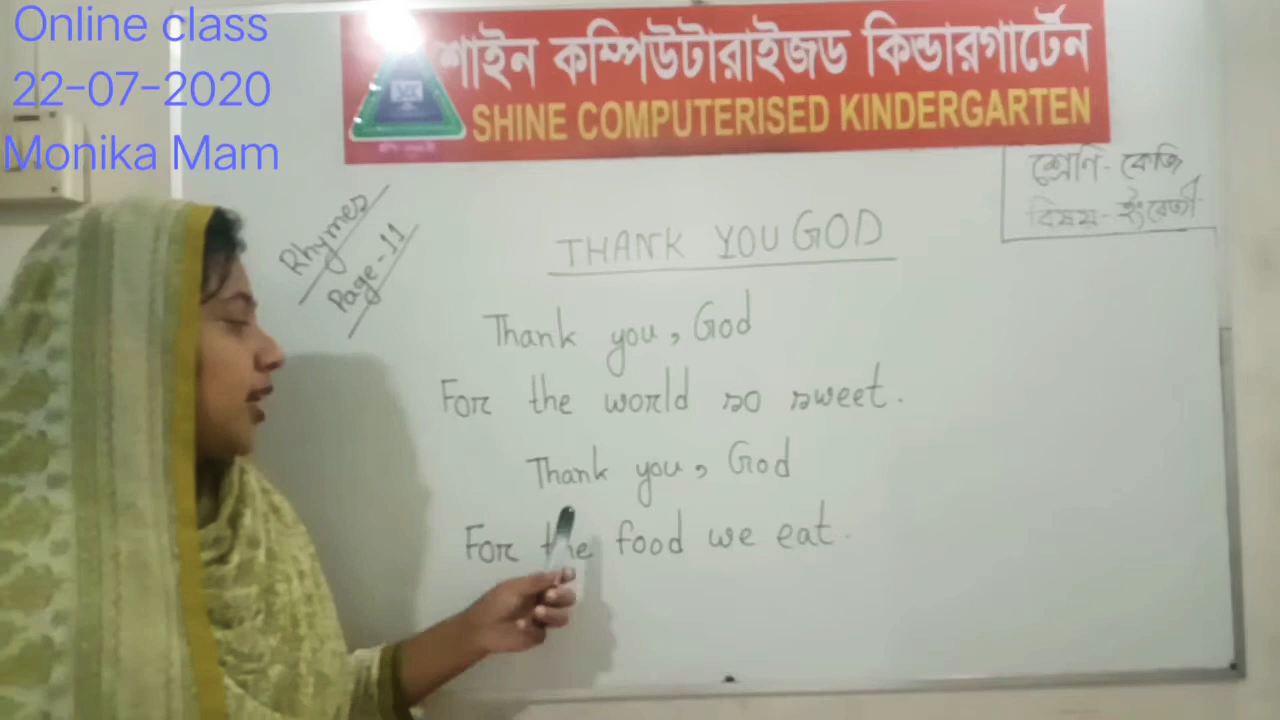 Online class
22-07-2020
Monika Mam
শাইন কম্পিউটারাইজড কিন্ডারগার্টেন
SHINE COMPUTERISED KINDERGARTEN
শ্রেণি- কেজি
বিষয়- ইংরেজী
Rhymes
Page-11
THANK YOU GOD
Thank you, God
For the world so sweet.
Thank you, God
For the food we eat.